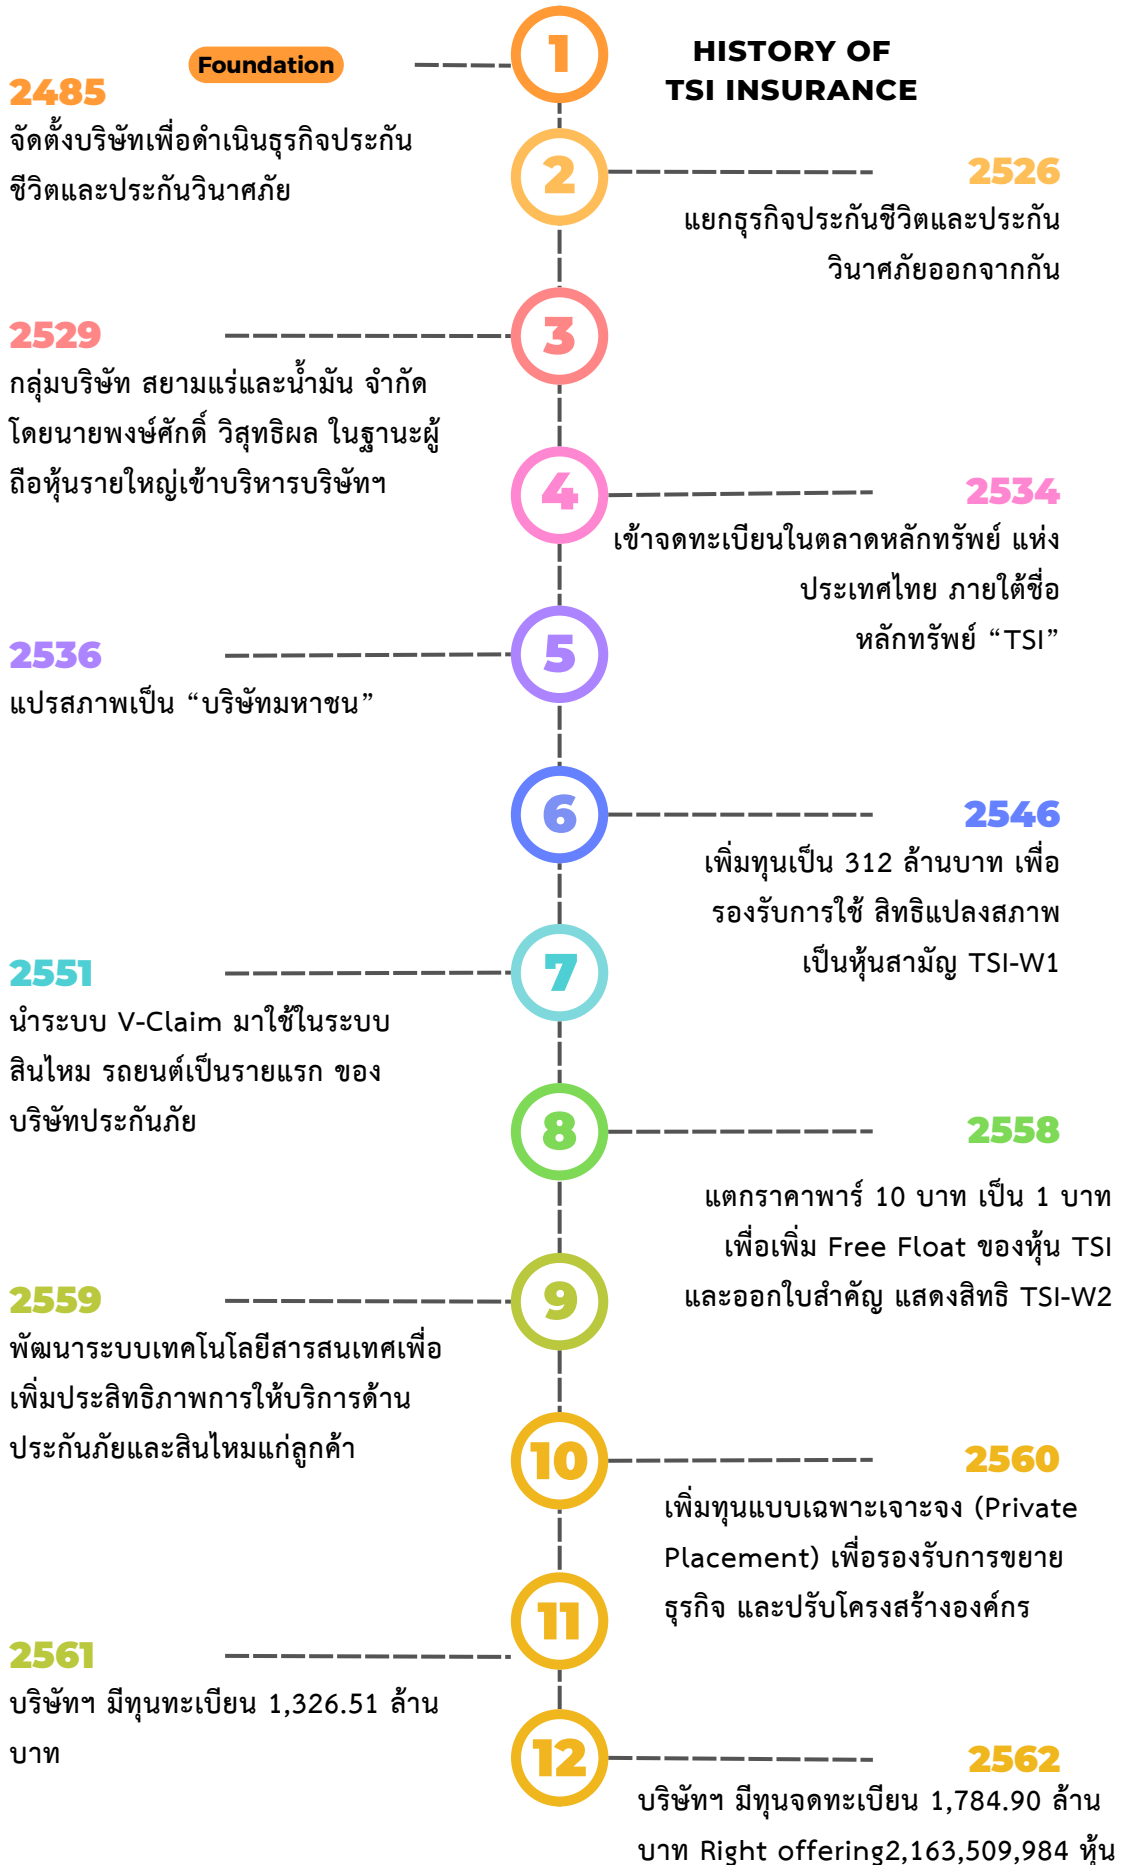 HISTORY OF
TSI INSURANCE
1
Foundation
2485
จัดตั้งบริษัทเพื่อดำเนินธุรกิจประกัน
ชีวิตและประกันวินาศภัย
2
2526
แยกธุรกิจประกันชีวิตและประกัน
วินาศภัยออกจากกัน
3
2529
กลุ่มบริษัท สยามแร่และน้ำมัน จำกัด
โดยนายพงษ์ศักดิ์ วิสุทธิผล ในฐานะผู้
ถือหุ้นรายใหญ่เข้าบริหารบริษัทฯ
4
2534
เข้าจดทะเบียนในตลาดหลักทรัพย์ แห่ง
ประเทศไทย ภายใต้ชื่อ
หลักทรัพย์ “TSI”
5
2536
แปรสภาพเป็น “บริษัทมหาชน”
6
2546
เพิ่มทุนเป็น 312 ล้านบาท เพื่อ
รองรับการใช้ สิทธิแปลงสภาพ
เป็นหุ้นสามัญ TSI-W1
7
2551
นำระบบ V-Claim มาใช้ในระบบ
สินไหม รถยนต์เป็นรายแรก ของ
บริษัทประกันภัย
8
2558
แตกราคาพาร์ 10 บาท เป็น 1 บาท
เพื่อเพิ่ม Free Float ของหุ้น TSI
และออกใบสำคัญ แสดงสิทธิ TSI-W2
9
2559
พัฒนาระบบเทคโนโลยีสารสนเทศเพื่อ
เพิ่มประสิทธิภาพการให้บริการด้าน
ประกันภัยและสินไหมแก่ลูกค้า
10
2560
เพิ่มทุนแบบเฉพาะเจาะจง (Private
Placement) เพื่อรองรับการขยาย
ธุรกิจ และปรับโครงสร้างองค์กร
11
2561
บริษัทฯ มีทุนทะเบียน 1,326.51 ล้าน
บาท
12
2562
บริษัทฯ มีทุนจดทะเบียน 1,784.90 ล้าน
บาท Right offering2,163,509,984 หุ้น